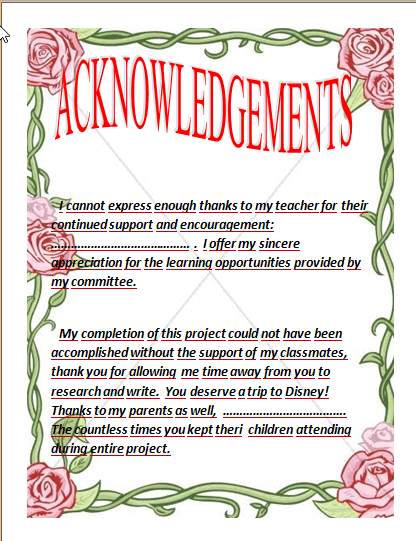 ACKNOWLEDGEMENTS
I cannot express enough thanks to my teacher for their
continued support and encouragement:
………………………………….. . I offer my sincere
appreciation for the learning opportunities provided by
my committee.
My completion of this project could not have been
accomplished without the support of my classmates,
thank you for allowing me time away from you to
research and write. You deserve a trip to Disney!
Thanks to my parents as well, ……………………………….
The countless times you kept theri children attending
during entire project.